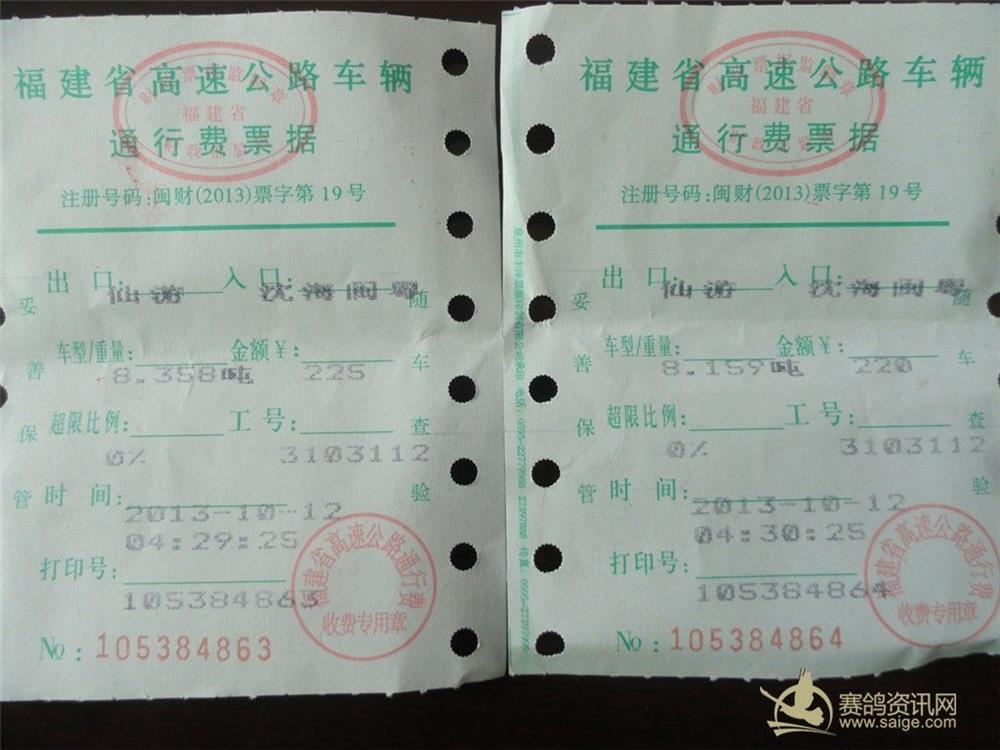 福建省高速公路车辆
通行费票据
福建省
注册号码:闽财(2013)票字第19号
出口: 仙游 入口: 沈海闽粤
车型/重量: 8.358吨 金额¥: 225
超限比例: 0% 工号: 3103112
时间: 2013-10-12
04:29:25
打印号: 105384863
№: 105384863
妥善保管
随车查验
福建省高速公路通行费
收费专用章
福建省高速公路车辆
通行费票据
福建省
注册号码:闽财(2013)票字第19号
出口: 仙游 入口: 沈海闽粤
车型/重量: 8.159吨 金额¥: 220
超限比例: 0% 工号: 3103112
时间: 2013-10-12
04:30:25
打印号: 105384864
№: 105384864
妥善保管
随车查验
福建省高速公路通行费
收费专用章
赛鸽资讯网
www.saige.com